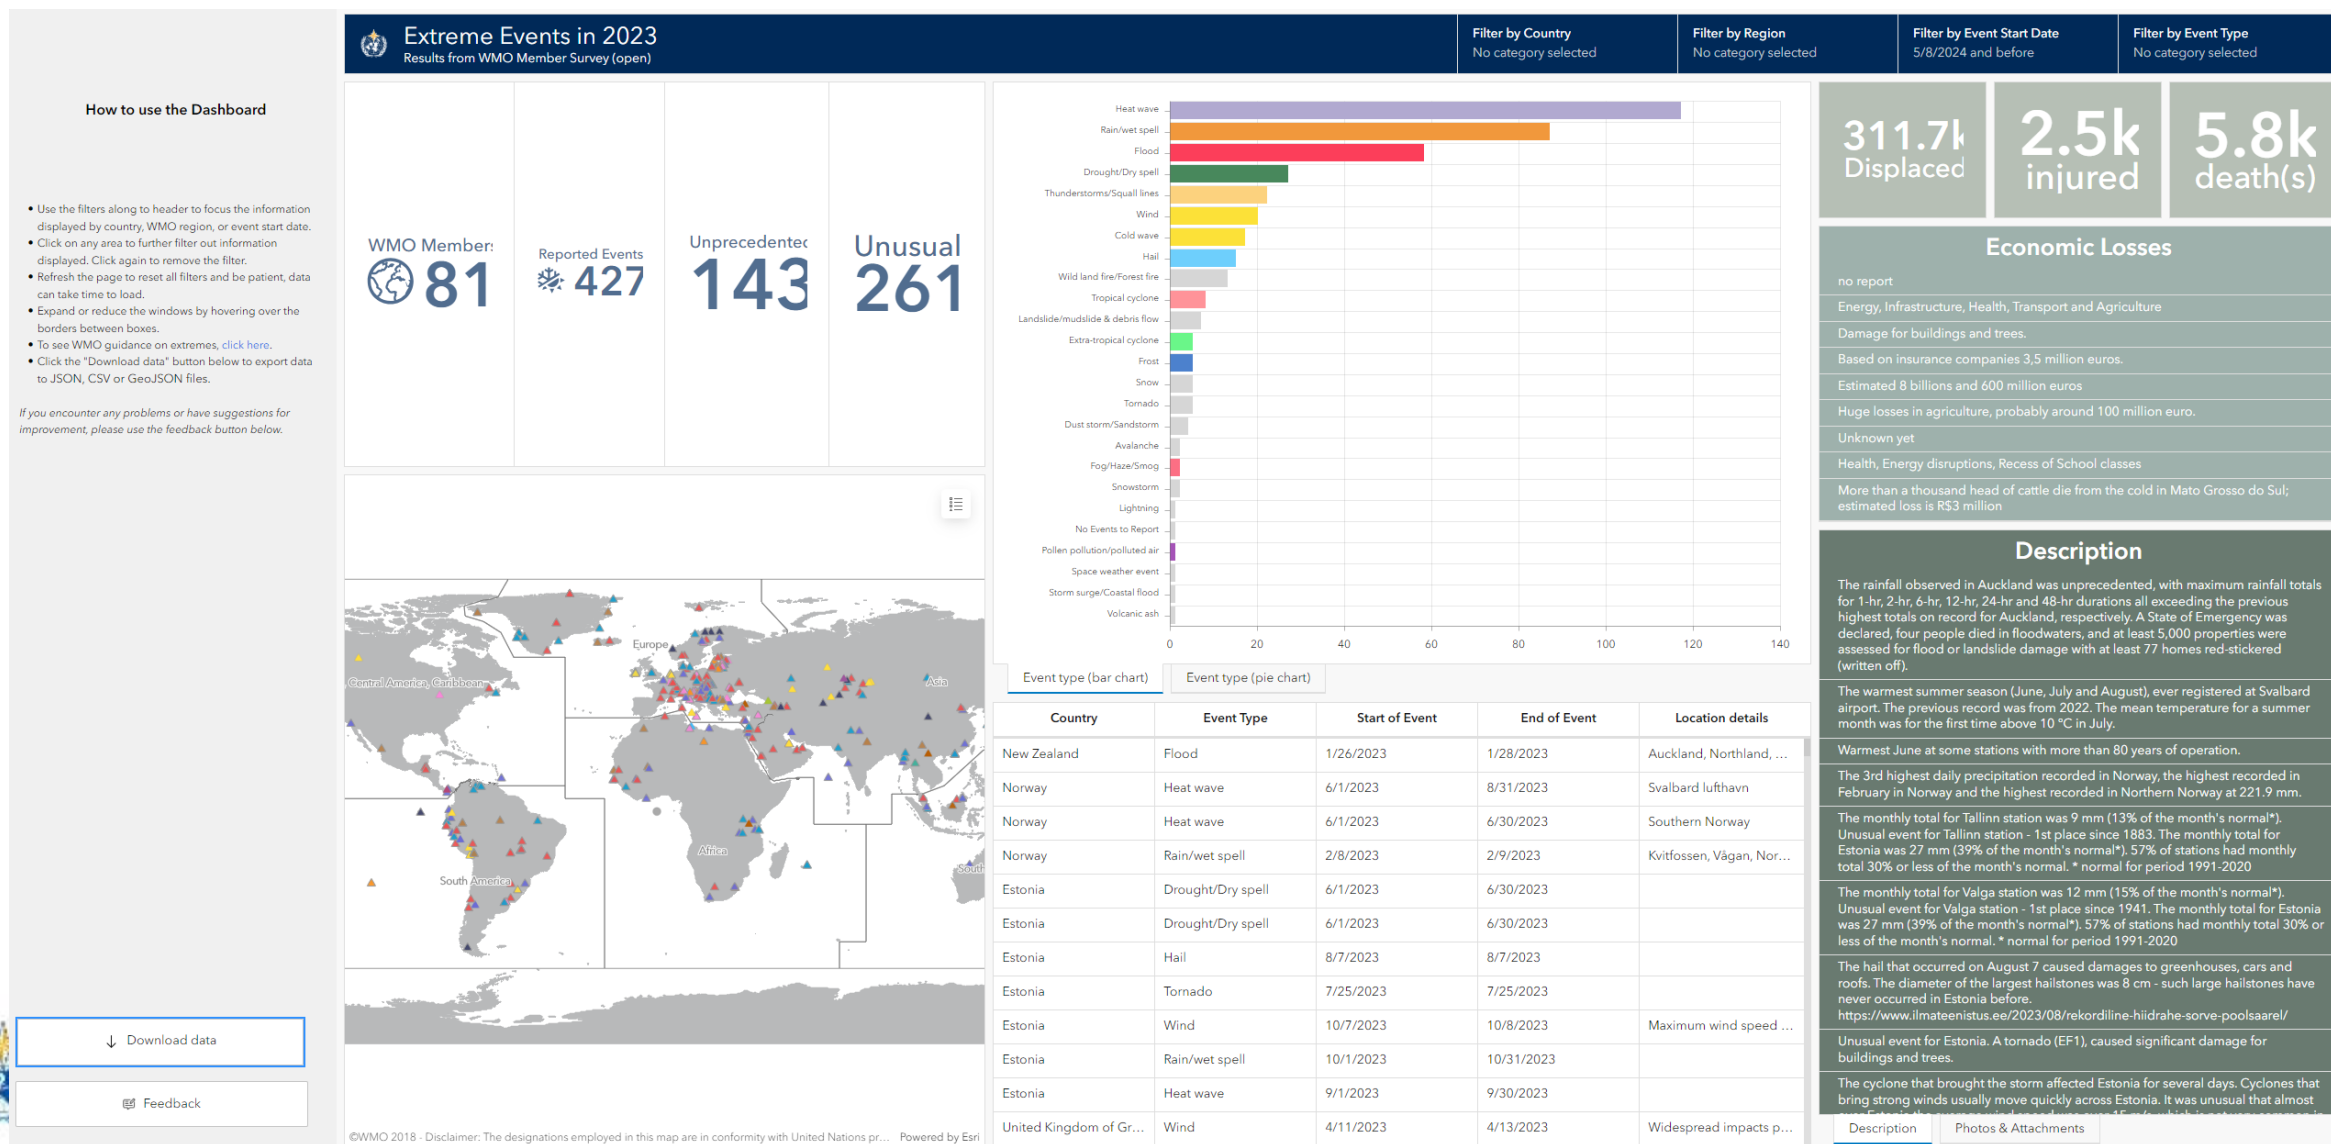 How to use the Dashboard
• Use the filters along to header to focus the information
displayed by country, WMO region, or event start date.
• Click on any area to further filter out information
displayed. Click again to remove the filter.
• Refresh the page to reset all filters and be patient, data
can take time to load.
• Expand or reduce the windows by hovering over the
borders between boxes.
• To see WMO guidance on extremes, click here.
• Click the "Download data" button below to export data
to JSON, CSV or GeoJSON files.
If you encounter any problems or have suggestions for
improvement, please use the feedback button below.
Download data
Feedback
Extreme Events in 2023
Results from WMO Member Survey (open)
Filter by Country
No category selected
Filter by Region
No category selected
Filter by Event Start Date
5/8/2024 and before
Filter by Event Type
No category selected
WMO Members
81
Reported Events
427
Unprecedented
143
Unusual
261
Europe
Central America, Caribbean
Asia
Africa
South America
South
©WMO 2018 - Disclaimer: The designations employed in this map are in conformity with United Nations pr...
Powered by Esri
Heat wave
Rain/wet spell
Flood
Drought/Dry spell
Thunderstorms/Squall lines
Wind
Cold wave
Hail
Wild land fire/Forest fire
Tropical cyclone
Landslide/mudslide & debris flow
Extra-tropical cyclone
Frost
Snow
Tornado
Dust storm/Sandstorm
Avalanche
Fog/Haze/Smog
Snowstorm
Lightning
No Events to Report
Pollen pollution/polluted air
Space weather event
Storm surge/Coastal flood
Volcanic ash
0 20 40 60 80 100 120 140
Event type (bar chart)
Event type (pie chart)
Country Event Type Start of Event End of Event Location details
New Zealand Flood 1/26/2023 1/28/2023 Auckland, Northland, ...
Norway Heat wave 6/1/2023 8/31/2023 Svalbard lufthavn
Norway Heat wave 6/1/2023 6/30/2023 Southern Norway
Norway Rain/wet spell 2/8/2023 2/9/2023 Kvitfossen, Vågan, Nor...
Estonia Drought/Dry spell 6/1/2023 6/30/2023
Estonia Drought/Dry spell 6/1/2023 6/30/2023
Estonia Hail 8/7/2023 8/7/2023
Estonia Tornado 7/25/2023 7/25/2023
Estonia Wind 10/7/2023 10/8/2023 Maximum wind speed ...
Estonia Rain/wet spell 10/1/2023 10/31/2023
Estonia Heat wave 9/1/2023 9/30/2023
United Kingdom of Gr... Wind 4/11/2023 4/13/2023 Widespread impacts p...
311.7k
Displaced
2.5k
injured
5.8k
death(s)
Economic Losses
no report
Energy, Infrastructure, Health, Transport and Agriculture
Damage for buildings and trees.
Based on insurance companies 3,5 million euros.
Estimated 8 billions and 600 million euros
Huge losses in agriculture, probably around 100 million euro.
Unknown yet
Health, Energy disruptions, Recess of School classes
More than a thousand head of cattle die from the cold in Mato Grosso do Sul;
estimated loss is R$3 million
Description
The rainfall observed in Auckland was unprecedented, with maximum rainfall totals
for 1-hr, 2-hr, 6-hr, 12-hr, 24-hr and 48-hr durations all exceeding the previous
highest totals on record for Auckland, respectively. A State of Emergency was
declared, four people died in floodwaters, and at least 5,000 properties were
assessed for flood or landslide damage with at least 77 homes red-stickered
(written off).
The warmest summer season (June, July and August), ever registered at Svalbard
airport. The previous record was from 2022. The mean temperature for a summer
month was for the first time above 10 °C in July.
Warmest June at some stations with more than 80 years of operation.
The 3rd highest daily precipitation recorded in Norway, the highest recorded in
February in Norway and the highest recorded in Northern Norway at 221.9 mm.
The monthly total for Tallinn station was 9 mm (13% of the month's normal*).
Unusual event for Tallinn station - 1st place since 1883. The monthly total for
Estonia was 27 mm (39% of the month's normal*). 57% of stations had monthly
total 30% or less of the month's normal. * normal for period 1991-2020
The monthly total for Valga station was 12 mm (15% of the month's normal*).
Unusual event for Valga station - 1st place since 1941. The monthly total for Estonia
was 27 mm (39% of the month's normal*). 57% of stations had monthly total 30% or
less of the month's normal. * normal for period 1991-2020
The hail that occurred on August 7 caused damages to greenhouses, cars and
roofs. The diameter of the largest hailstones was 8 cm - such large hailstones have
never occurred in Estonia before.
https://www.ilmateenistus.ee/2023/08/rekordiline-hiidrahe-sorve-poolsaarel/
Unusual event for Estonia. A tornado (EF1), caused significant damage for
buildings and trees.
The cyclone that brought the storm affected Estonia for several days. Cyclones that
bring strong winds usually move quickly across Estonia. It was unusual that almost
Description
Photos & Attachments